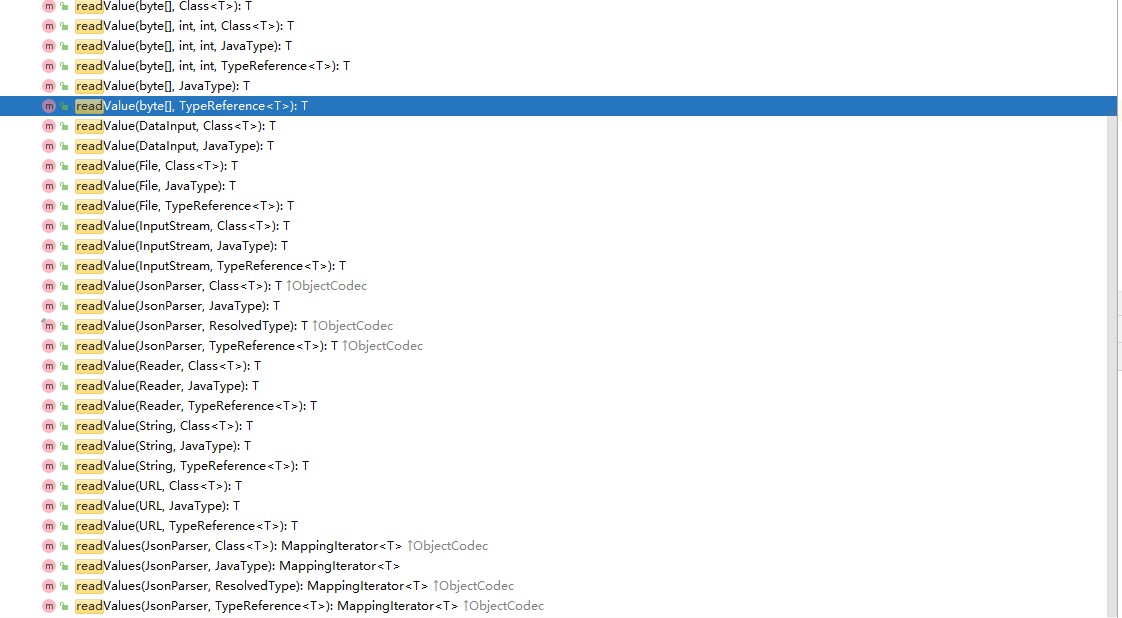 m readValue(byte[], Class<T>): T
m readValue(byte[], int, int, Class<T>): T
m readValue(byte[], int, int, JavaType): T
m readValue(byte[], int, int, TypeReference<T>): T
m readValue(byte[], JavaType): T
m readValue(byte[], TypeReference<T>): T
m readValue(DataInput, Class<T>): T
m readValue(DataInput, JavaType): T
m readValue(File, Class<T>): T
m readValue(File, JavaType): T
m readValue(File, TypeReference<T>): T
m readValue(InputStream, Class<T>): T
m readValue(InputStream, JavaType): T
m readValue(InputStream, TypeReference<T>): T
m readValue(JsonParser, Class<T>): T ↑ObjectCodec
m readValue(JsonParser, JavaType): T
m readValue(JsonParser, ResolvedType): T ↑ObjectCodec
m readValue(JsonParser, TypeReference<T>): T ↑ObjectCodec
m readValue(Reader, Class<T>): T
m readValue(Reader, JavaType): T
m readValue(Reader, TypeReference<T>): T
m readValue(String, Class<T>): T
m readValue(String, JavaType): T
m readValue(String, TypeReference<T>): T
m readValue(URL, Class<T>): T
m readValue(URL, JavaType): T
m readValue(URL, TypeReference<T>): T
m readValues(JsonParser, Class<T>): MappingIterator<T> ↑ObjectCodec
m readValues(JsonParser, JavaType): MappingIterator<T>
m readValues(JsonParser, ResolvedType): MappingIterator<T> ↑ObjectCodec
m readValues(JsonParser, TypeReference<T>): MappingIterator<T> ↑ObjectCodec